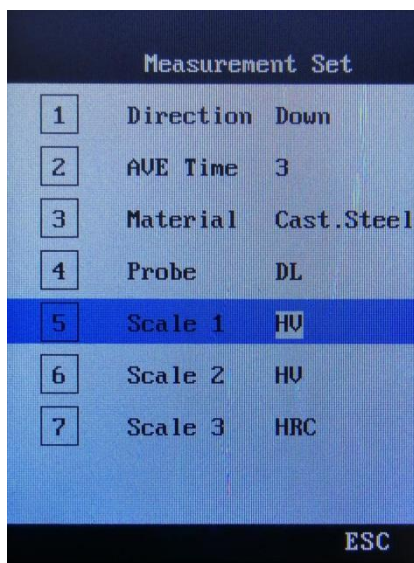 Measurement Set
1 Direction Down
2 AVE Time 3
3 Material Cast.Steel
4 Probe DL
5 Scale 1 HV
6 Scale 2 HV
7 Scale 3 HRC
ESC